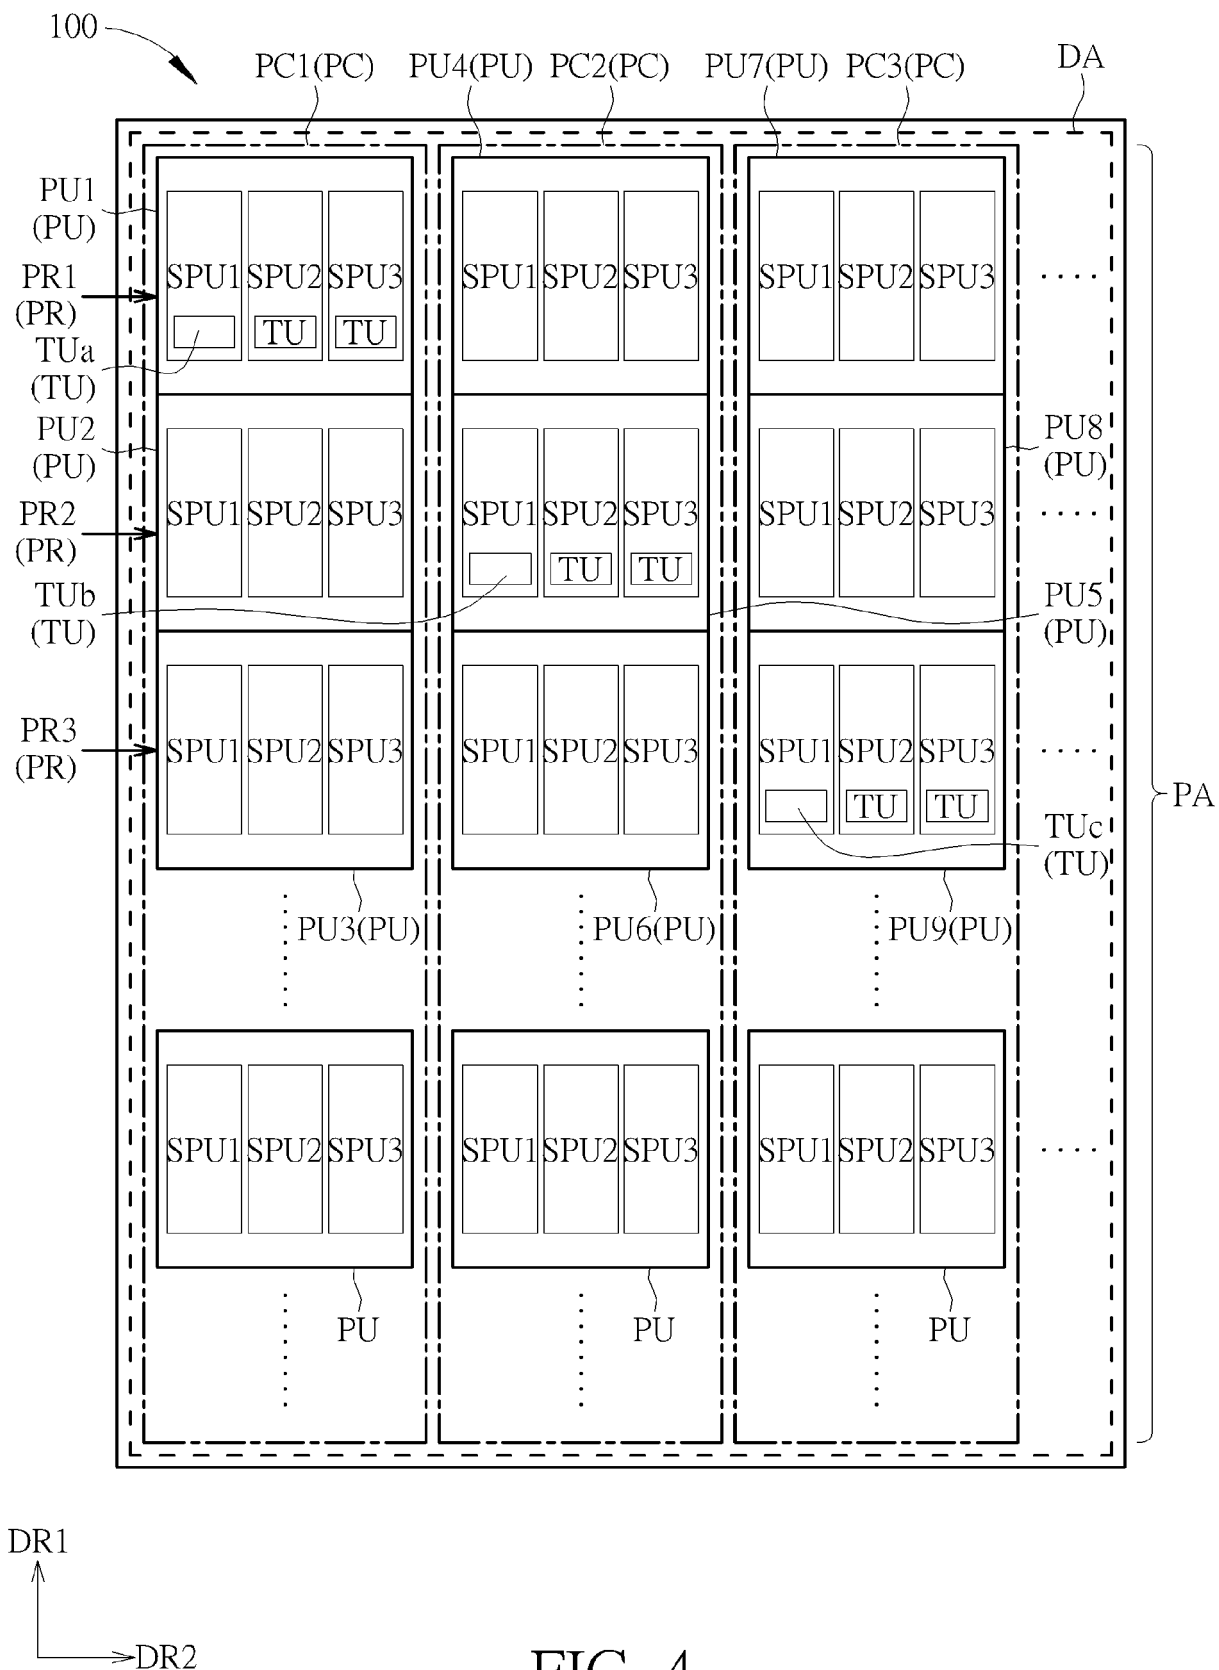 100
PC1(PC) PU4(PU) PC2(PC) PU7(PU) PC3(PC) DA
PU1
(PU)
SPU1 SPU2 SPU3 SPU1 SPU2 SPU3 SPU1 SPU2 SPU3 ....
PR1
(PR)
TU TU
TUa
(TU)
PU2
(PU)
PU8
(PU)
SPU1 SPU2 SPU3 SPU1 SPU2 SPU3 SPU1 SPU2 SPU3 ....
PR2
(PR)
TU TU
TUb
(TU)
PU5
(PU)
PR3
(PR)
SPU1 SPU2 SPU3 SPU1 SPU2 SPU3 SPU1 SPU2 SPU3 ....
PA
TU TU
TUc
(TU)
PU3(PU) PU6(PU) PU9(PU)
SPU1 SPU2 SPU3 SPU1 SPU2 SPU3 SPU1 SPU2 SPU3 ....
PU PU PU
DR1
DR2
FIG. 4